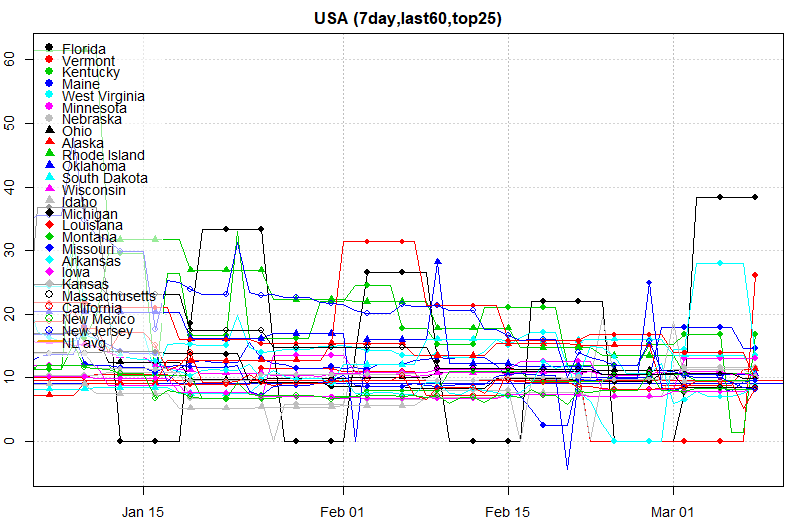 USA (7day,last60,top25)
60
50
40
30
20
10
0
Florida
Vermont
Kentucky
Maine
West Virginia
Minnesota
Nebraska
Ohio
Alaska
Rhode Island
Oklahoma
South Dakota
Wisconsin
Idaho
Michigan
Louisiana
Montana
Missouri
Arkansas
Iowa
Kansas
Massachusetts
California
New Mexico
New Jersey
NL avg
Jan 15
Feb 01
Feb 15
Mar 01